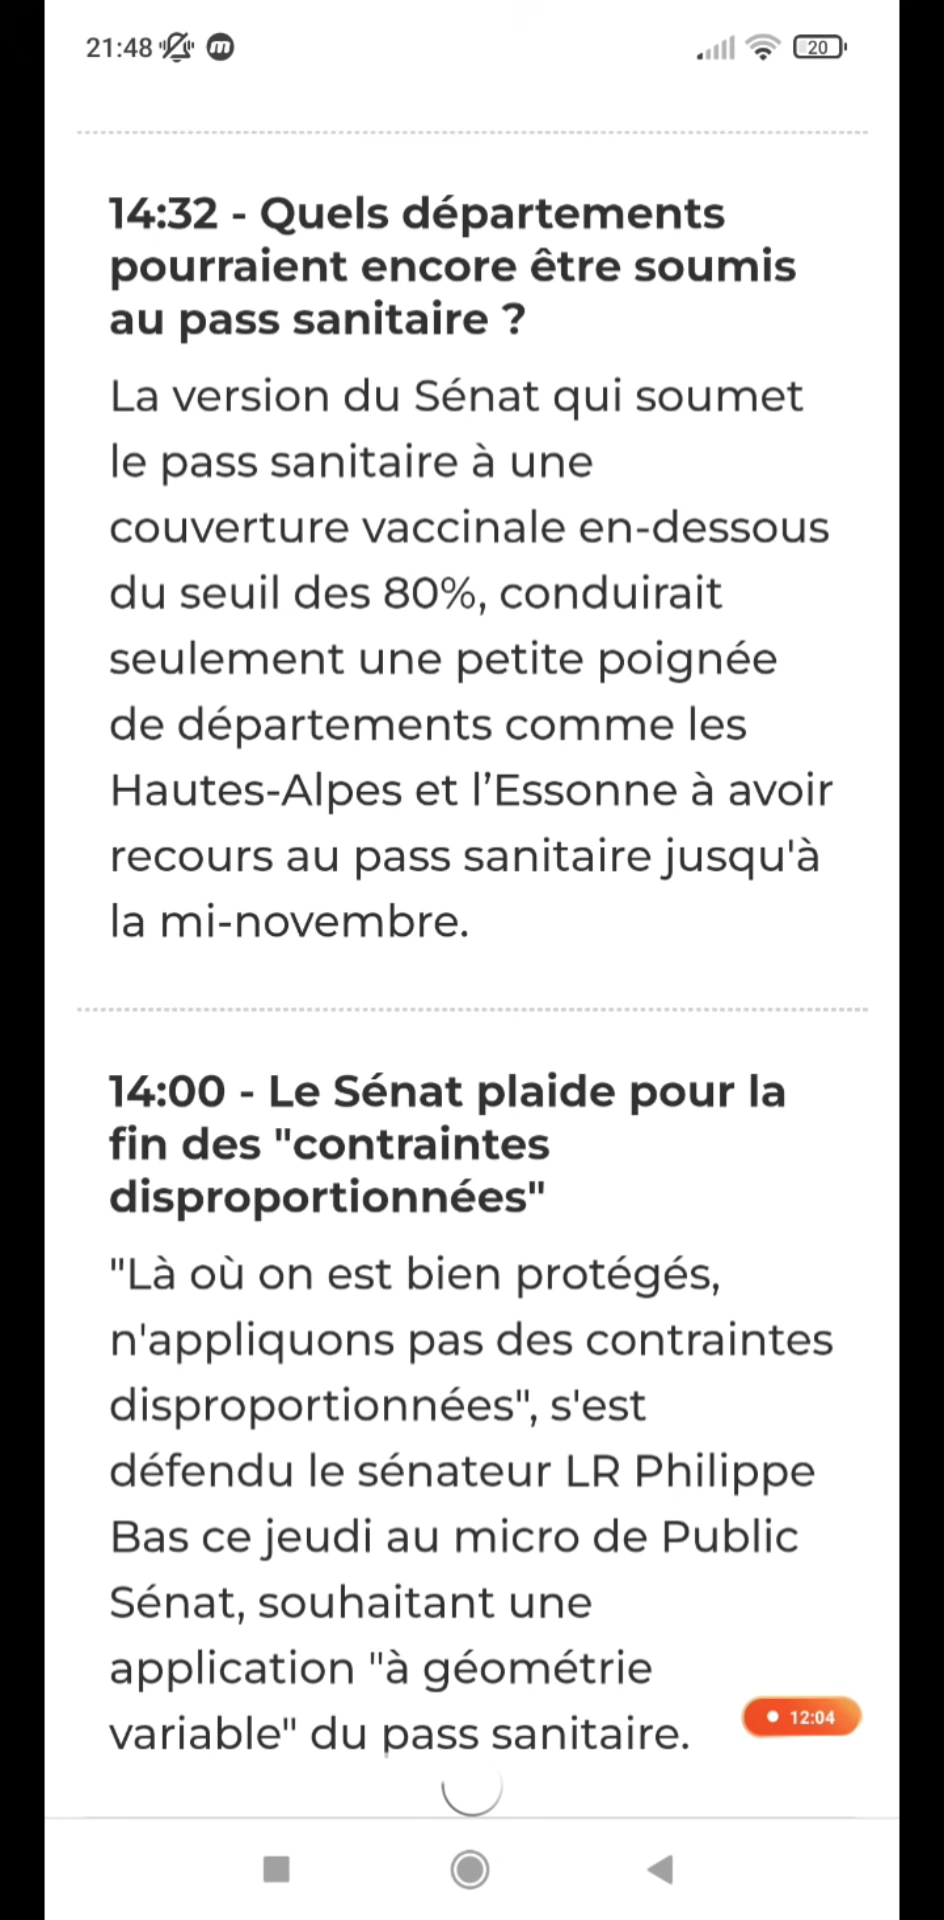 21:48
20
14:32 - Quels départements
pourraient encore être soumis
au pass sanitaire ?
La version du Sénat qui soumet
le pass sanitaire à une
couverture vaccinale en-dessous
du seuil des 80%, conduirait
seulement une petite poignée
de départements comme les
Hautes-Alpes et l’Essonne à avoir
recours au pass sanitaire jusqu'à
la mi-novembre.
14:00 - Le Sénat plaide pour la
fin des "contraintes
disproportionnées"
"Là où on est bien protégés,
n'appliquons pas des contraintes
disproportionnées", s'est
défendu le sénateur LR Philippe
Bas ce jeudi au micro de Public
Sénat, souhaitant une
application "à géométrie
variable" du pass sanitaire.
12:04